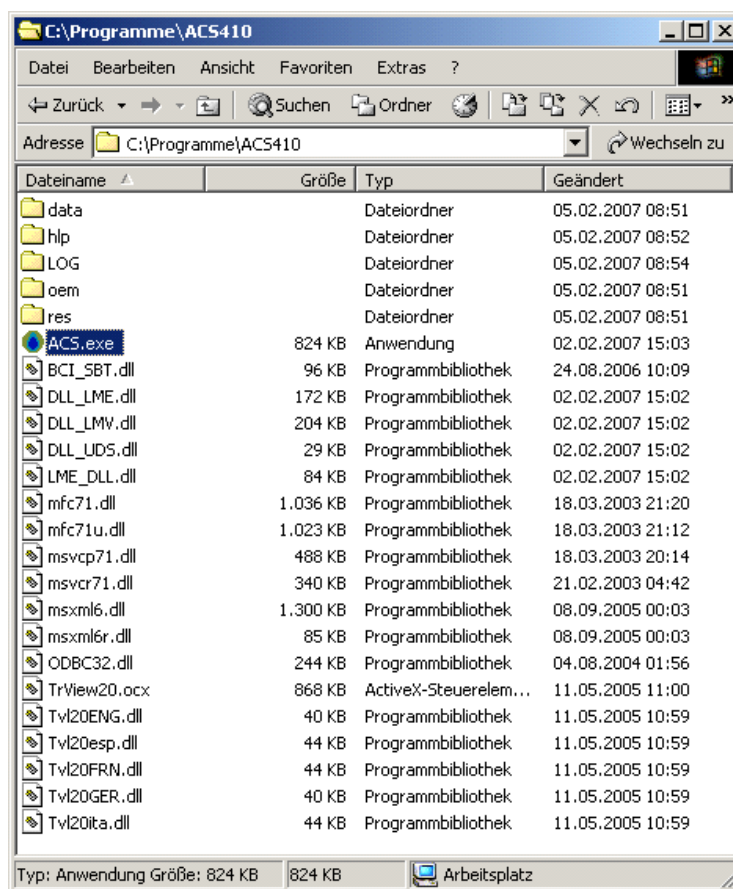 C:\Programme\ACS410
Datei Bearbeiten Ansicht Favoriten Extras ?
Zurück Suchen Ordner »
Adresse C:\Programme\ACS410 Wechseln zu
Dateiname Größe Typ Geändert
data Dateiordner 05.02.2007 08:51
hlp Dateiordner 05.02.2007 08:52
LOG Dateiordner 05.02.2007 08:54
oem Dateiordner 05.02.2007 08:51
res Dateiordner 05.02.2007 08:51
ACS.exe 824 KB Anwendung 02.02.2007 15:03
BCI_SBT.dll 96 KB Programmbibliothek 24.08.2006 10:09
DLL_LME.dll 172 KB Programmbibliothek 02.02.2007 15:02
DLL_LMV.dll 204 KB Programmbibliothek 02.02.2007 15:02
DLL_UDS.dll 29 KB Programmbibliothek 02.02.2007 15:02
LME_DLL.dll 84 KB Programmbibliothek 02.02.2007 15:02
mfc71.dll 1.036 KB Programmbibliothek 18.03.2003 21:20
mfc71u.dll 1.023 KB Programmbibliothek 18.03.2003 21:12
msvcp71.dll 488 KB Programmbibliothek 18.03.2003 20:14
msvcr71.dll 340 KB Programmbibliothek 21.02.2003 04:42
msxml6.dll 1.300 KB Programmbibliothek 08.09.2005 00:03
msxml6r.dll 85 KB Programmbibliothek 08.09.2005 00:03
ODBC32.dll 244 KB Programmbibliothek 04.08.2004 01:56
TrView20.ocx 868 KB ActiveX-Steuerelem... 11.05.2005 11:00
Tvl20ENG.dll 40 KB Programmbibliothek 11.05.2005 10:59
Tvl20esp.dll 44 KB Programmbibliothek 11.05.2005 10:59
Tvl20FRN.dll 44 KB Programmbibliothek 11.05.2005 10:59
Tvl20GER.dll 40 KB Programmbibliothek 11.05.2005 10:59
Tvl20ita.dll 44 KB Programmbibliothek 11.05.2005 10:59
Typ: Anwendung Größe: 824 KB 824 KB Arbeitsplatz